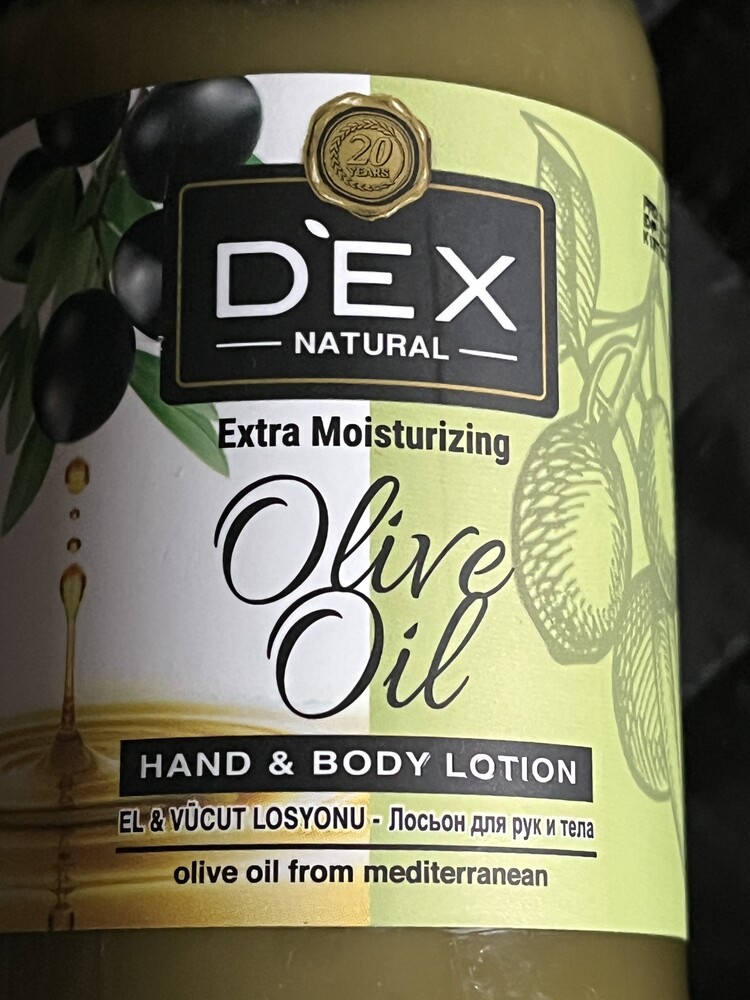 20
YEARS
D'EX
NATURAL
Extra Moisturizing
Olive
Oil
HAND & BODY LOTION
EL & VÜCUT LOSYONU - Лосьон для рук и тела
olive oil from mediterranean